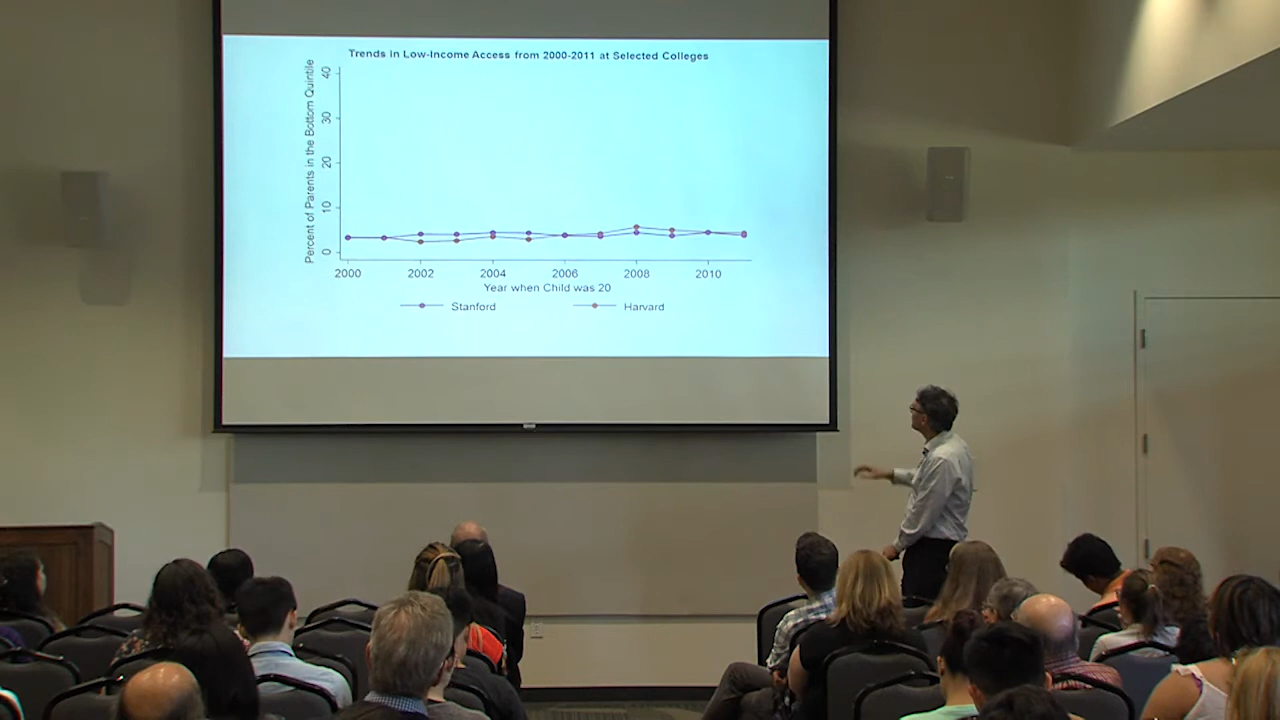 Trends in Low-Income Access from 2000-2011 at Selected Colleges
Percent of Parents in the Bottom Quintile
40
30
20
10
0
2000 2002 2004 2006 2008 2010
Year when Child was 20
Stanford Harvard